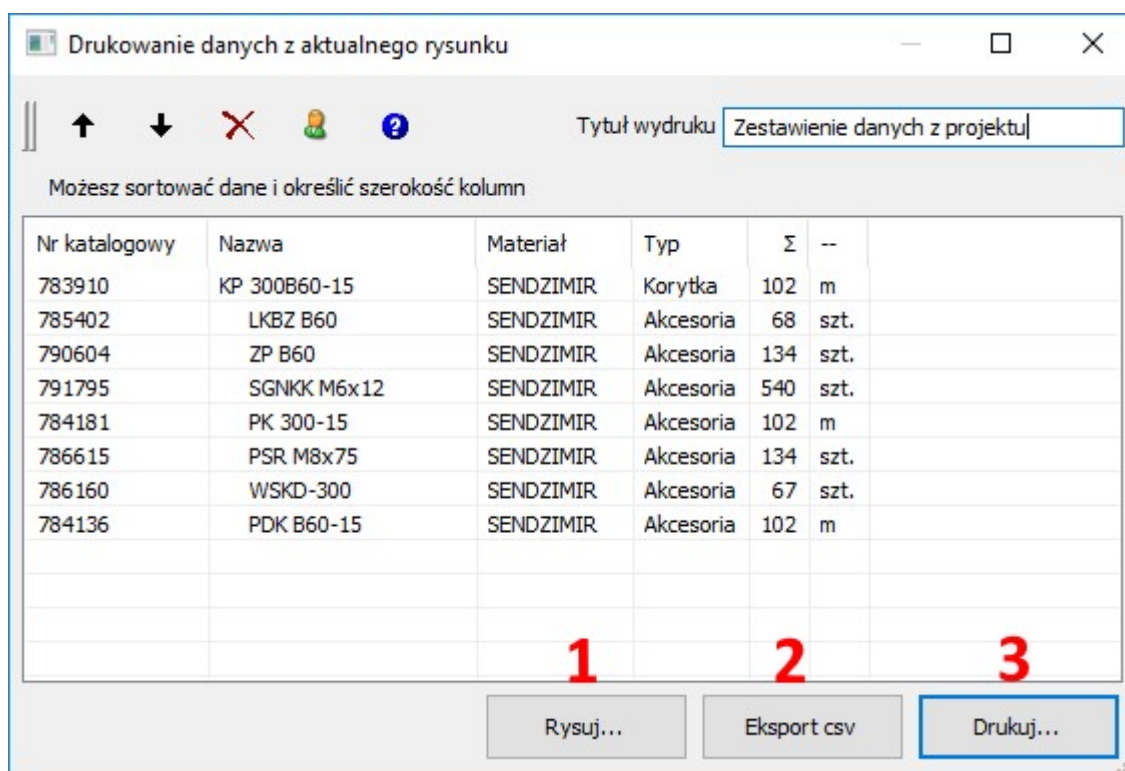 Drukowanie danych z aktualnego rysunku
Tytuł wydruku Zestawienie danych z projektu
Możesz sortować dane i określić szerokość kolumn
Nr katalogowy Nazwa Materiał Typ Σ --
783910 KP 300B60-15 SENDZIMIR Korytka 102 m
785402 LKBZ B60 SENDZIMIR Akcesoria 68 szt.
790604 ZP B60 SENDZIMIR Akcesoria 134 szt.
791795 SGNKK M6x12 SENDZIMIR Akcesoria 540 szt.
784181 PK 300-15 SENDZIMIR Akcesoria 102 m
786615 PSR M8x75 SENDZIMIR Akcesoria 134 szt.
786160 WSKD-300 SENDZIMIR Akcesoria 67 szt.
784136 PDK B60-15 SENDZIMIR Akcesoria 102 m
1 2 3
Rysuj... Eksport csv Drukuj...